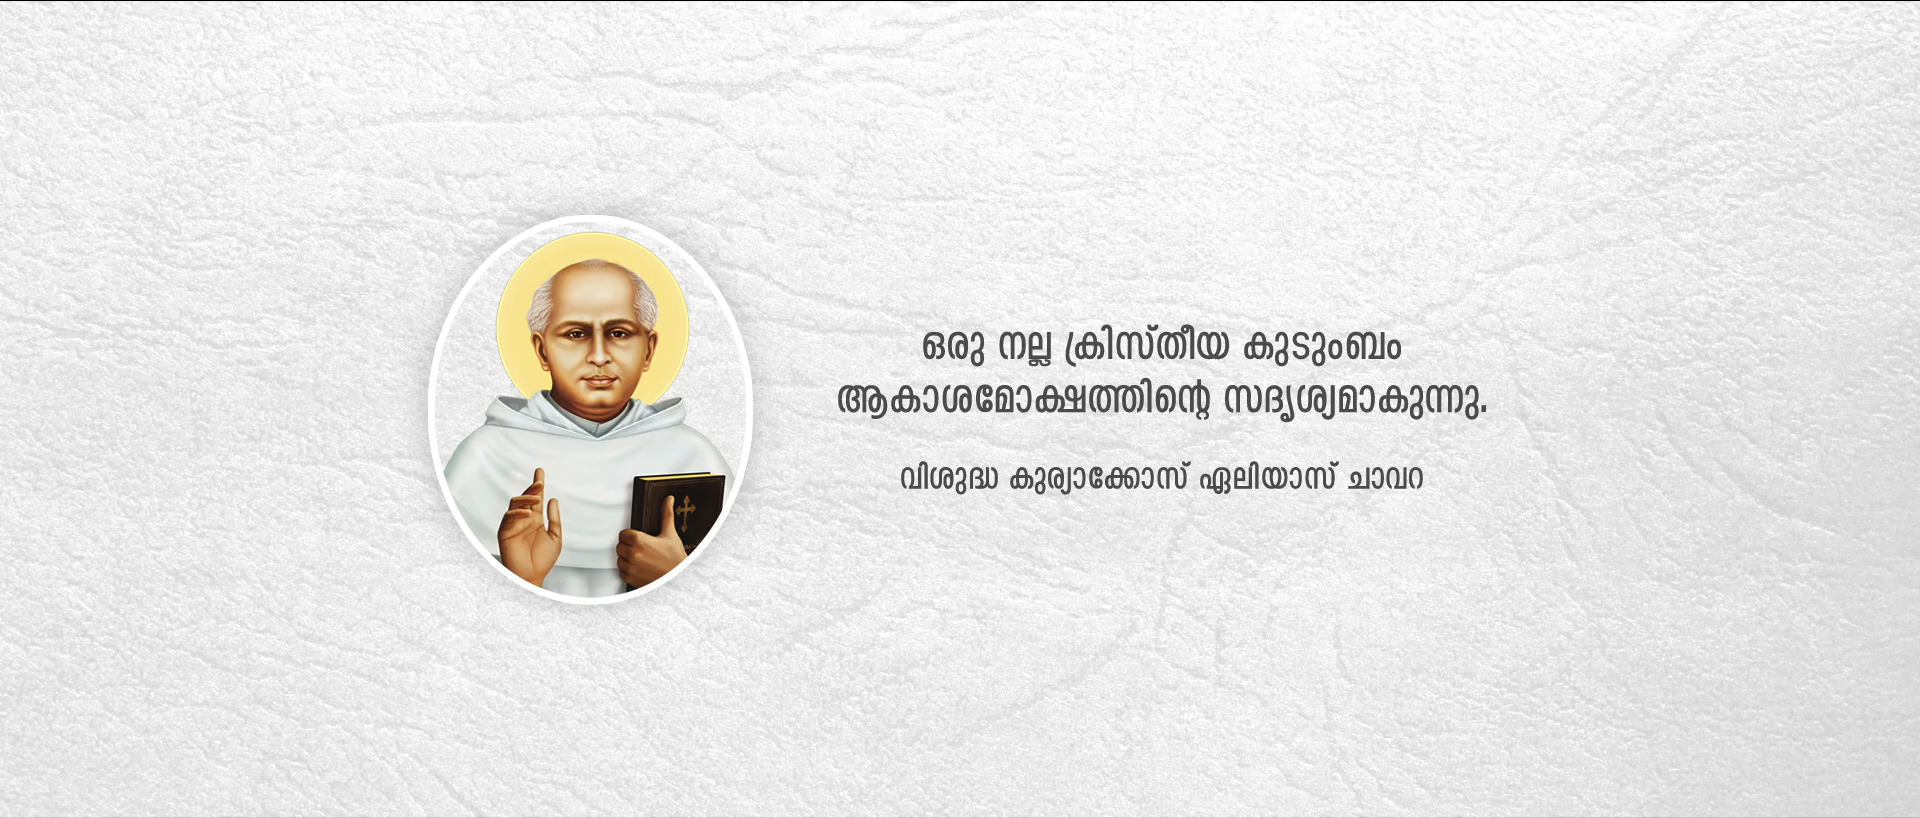 ഒരു നല്ല ക്രിസ്തീയ കുടുംബം
ആകാശമോക്ഷത്തിന്റെ സദൃശ്യമാകുന്നു.
വിശുദ്ധ കുര്യാക്കോസ് ഏലിയാസ് ചാവറ